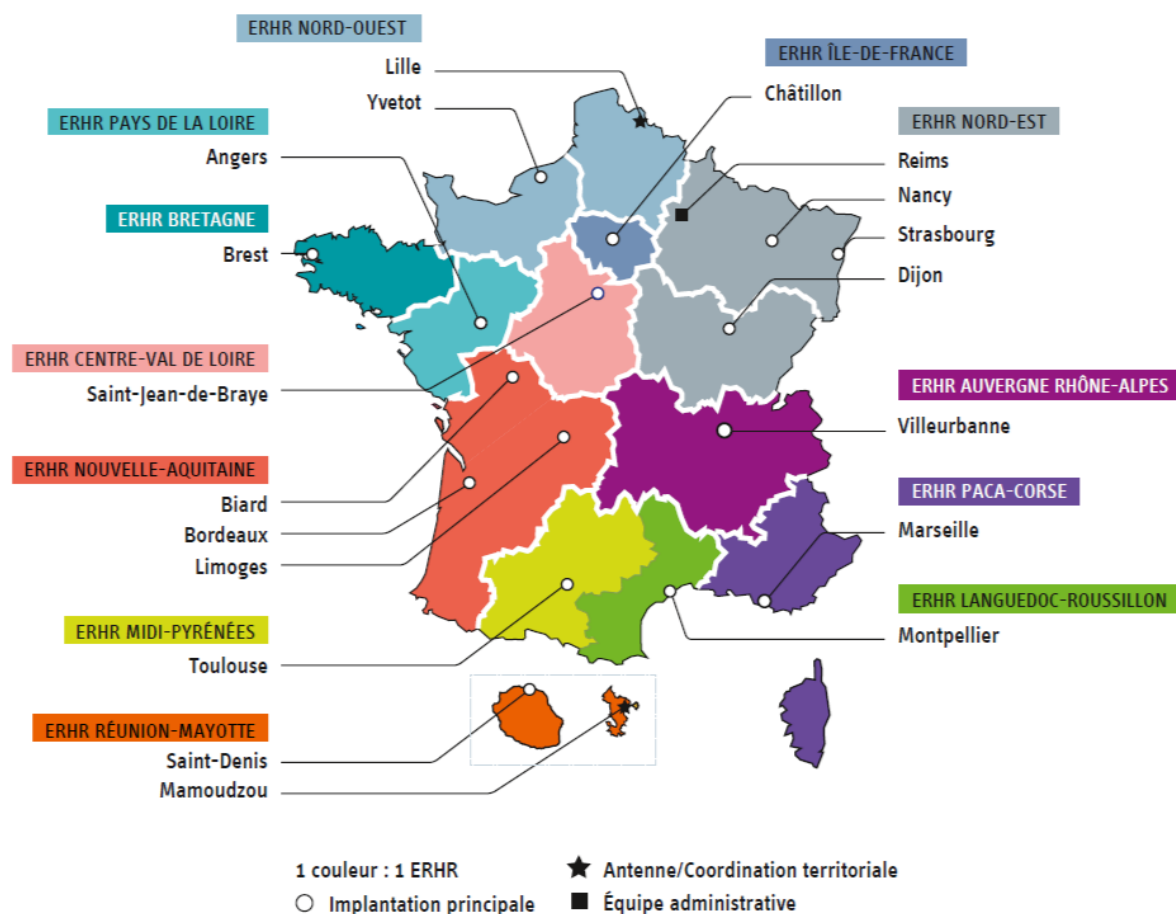 ERHR NORD-OUEST
Lille
Yvetot
ERHR ÎLE-DE-FRANCE
Châtillon
ERHR PAYS DE LA LOIRE
Angers
ERHR NORD-EST
Reims
Nancy
Strasbourg
Dijon
ERHR BRETAGNE
Brest
ERHR CENTRE-VAL DE LOIRE
Saint-Jean-de-Braye
ERHR AUVERGNE RHÔNE-ALPES
Villeurbanne
ERHR NOUVELLE-AQUITAINE
Biard
Bordeaux
Limoges
ERHR PACA-CORSE
Marseille
ERHR LANGUEDOC-ROUSSILLON
Montpellier
ERHR MIDI-PYRÉNÉES
Toulouse
ERHR RÉUNION-MAYOTTE
Saint-Denis
Mamoudzou
1 couleur : 1 ERHR
Antenne/Coordination territoriale
Implantation principale
Équipe administrative